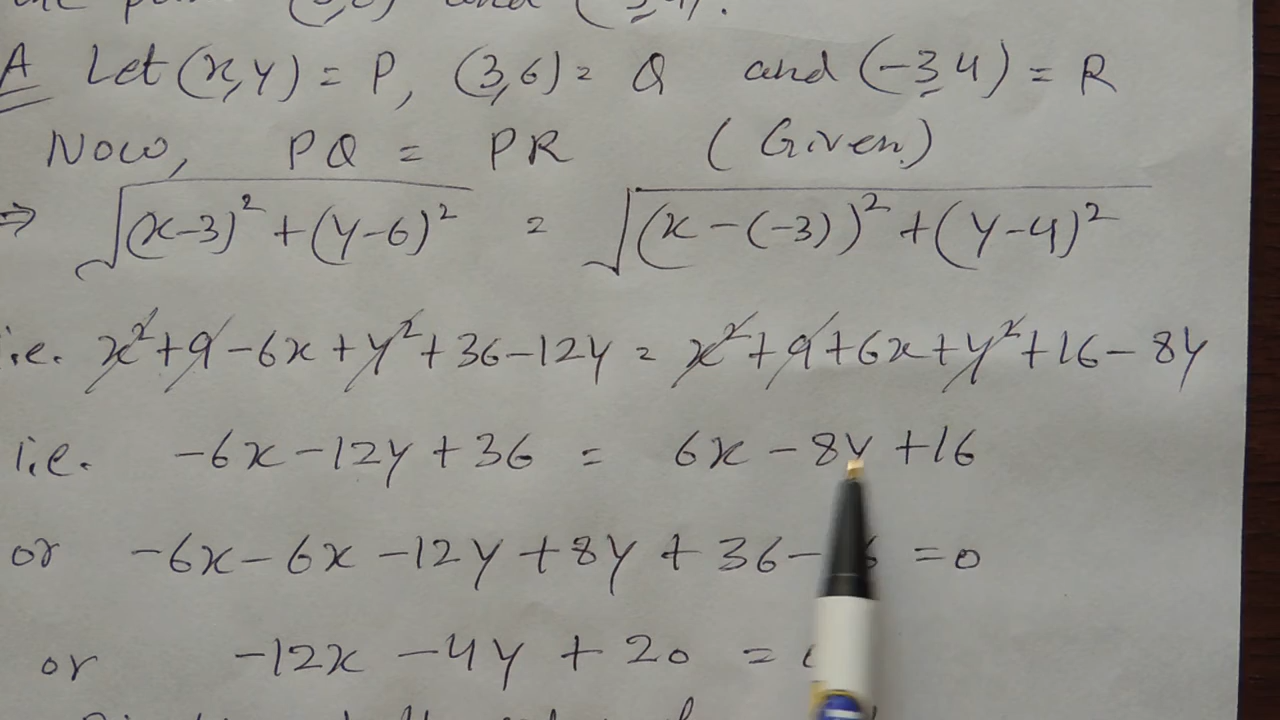 A Let (x,y) = P, (3,6) = Q and (-3,4) = R
Now, PQ = PR (Given)
⇒ √(x-3)² + (y-6)² = √(x-(-3))² + (y-4)²
i.e. x² + 9 - 6x + y² + 36 - 12y = x² + 9 + 6x + y² + 16 - 8y
i.e. -6x - 12y + 36 = 6x - 8y + 16
or -6x - 6x - 12y + 8y + 36 - 6 = 0
or -12x - 4y + 20 =